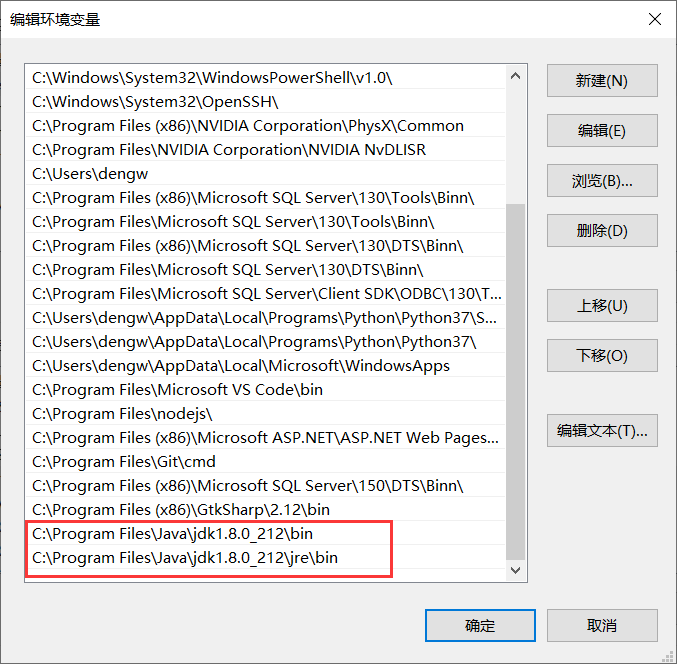 编辑环境变量
C:\Windows\System32\WindowsPowerShell\v1.0\
C:\Windows\System32\OpenSSH\
C:\Program Files (x86)\NVIDIA Corporation\PhysX\Common
C:\Program Files\NVIDIA Corporation\NVIDIA NvDLISR
C:\Users\dengw
C:\Program Files (x86)\Microsoft SQL Server\130\Tools\Binn\
C:\Program Files\Microsoft SQL Server\130\Tools\Binn\
C:\Program Files (x86)\Microsoft SQL Server\130\DTS\Binn\
C:\Program Files\Microsoft SQL Server\130\DTS\Binn\
C:\Program Files\Microsoft SQL Server\Client SDK\ODBC\130\T...
C:\Users\dengw\AppData\Local\Programs\Python\Python37\S...
C:\Users\dengw\AppData\Local\Programs\Python\Python37\
C:\Users\dengw\AppData\Local\Microsoft\WindowsApps
C:\Program Files\Microsoft VS Code\bin
C:\Program Files\nodejs\
C:\Program Files (x86)\Microsoft ASP.NET\ASP.NET Web Pages...
C:\Program Files\Git\cmd
C:\Program Files (x86)\Microsoft SQL Server\150\DTS\Binn\
C:\Program Files (x86)\GtkSharp\2.12\bin
C:\Program Files\Java\jdk1.8.0_212\bin
C:\Program Files\Java\jdk1.8.0_212\jre\bin
新建(N)
编辑(E)
浏览(B)...
删除(D)
上移(U)
下移(O)
编辑文本(T)...
确定
取消